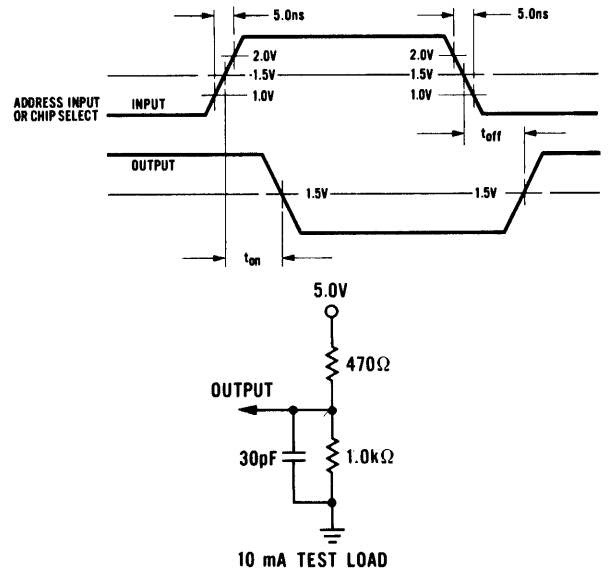 5.0ns
5.0ns
2.0V
2.0V
1.5V
1.5V
1.0V
1.0V
ADDRESS INPUT
OR CHIP SELECT
INPUT
toff
OUTPUT
1.5V
1.5V
ton
5.0V
470Ω
OUTPUT
30pF
1.0kΩ
10 mA TEST LOAD